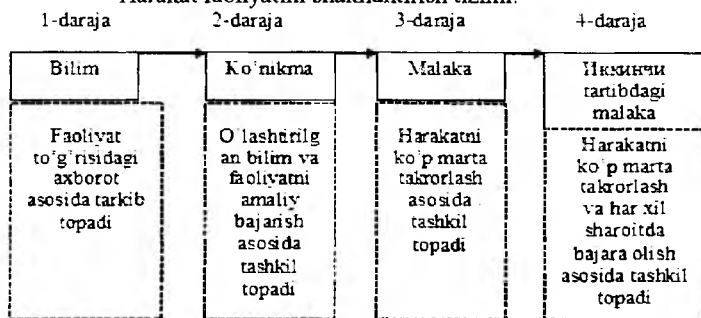 Harakat faoliyatini shakllantirish tizimi.
1-daraja 2-daraja 3-daraja 4-daraja
Bilim
Faoliyat
to'g'risidagi
axborot
asosida tarkib
topadi
Ko'nikma
O'lashtirilg
an bilim va
faoliyatni
amaliy
bajarish
asosida
tashkil
topadi
Malaka
Harakatni
ko'p marta
takrorlash
asosida
tashkil
topadi
Иккинчи
tartibdagi
malaka
Harakatni
ko'p marta
takrorlash
va har xil
sharoitda
bajara olish
asosida tashkil
topadi